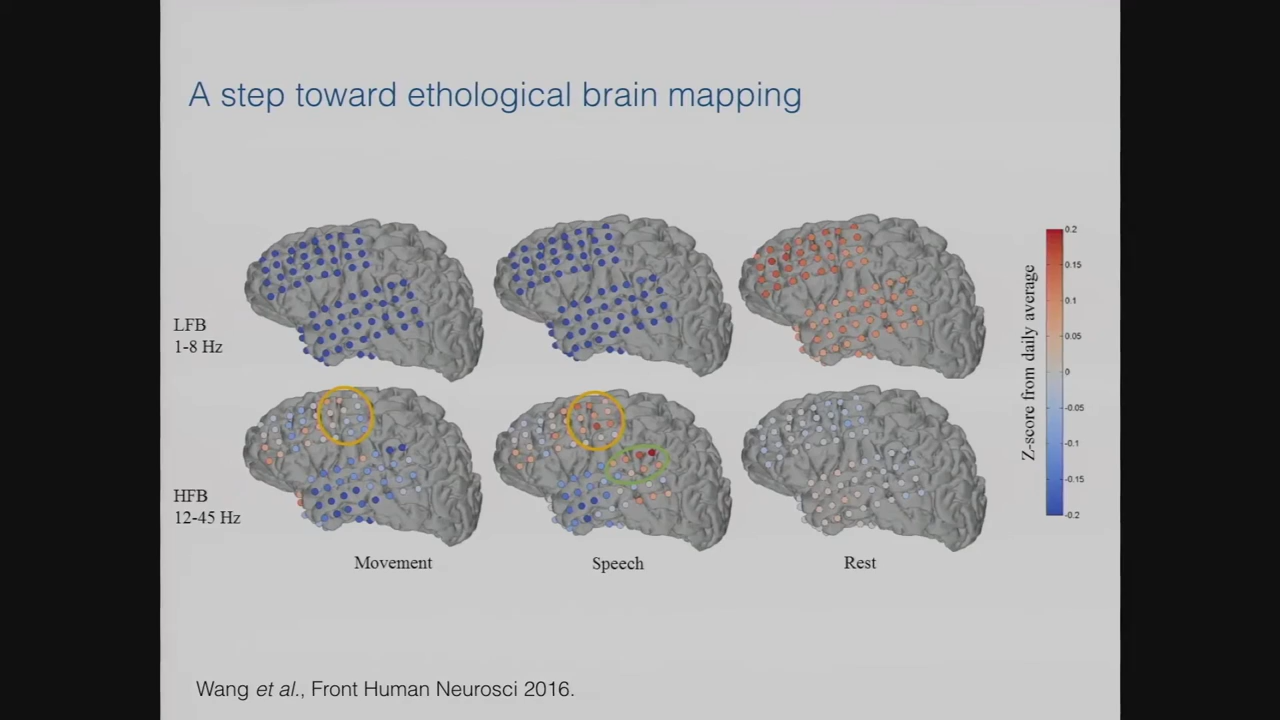 A step toward ethological brain mapping
LFB
1-8 Hz
HFB
12-45 Hz
Movement
Speech
Rest
Z-score from daily average
0.2
0.15
0.1
0.05
0
-0.05
-0.1
-0.15
-0.2
Wang et al., Front Human Neurosci 2016.